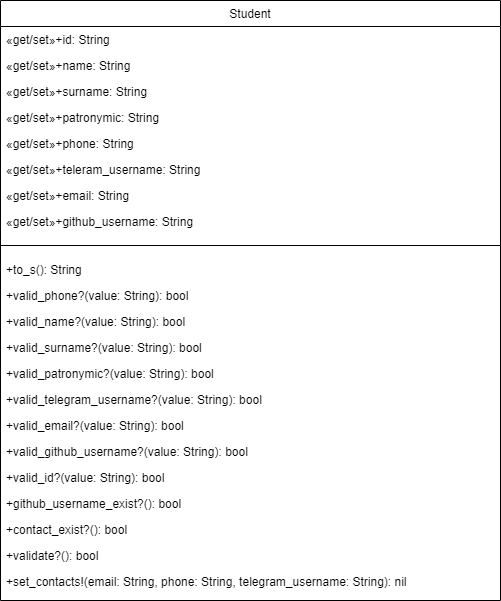 Student
«get/set»+id: String
«get/set»+name: String
«get/set»+surname: String
«get/set»+patronymic: String
«get/set»+phone: String
«get/set»+teleram_username: String
«get/set»+email: String
«get/set»+github_username: String
+to_s(): String
+valid_phone?(value: String): bool
+valid_name?(value: String): bool
+valid_surname?(value: String): bool
+valid_patronymic?(value: String): bool
+valid_telegram_username?(value: String): bool
+valid_email?(value: String): bool
+valid_github_username?(value: String): bool
+valid_id?(value: String): bool
+github_username_exist?(): bool
+contact_exist?(): bool
+validate?(): bool
+set_contacts!(email: String, phone: String, telegram_username: String): nil